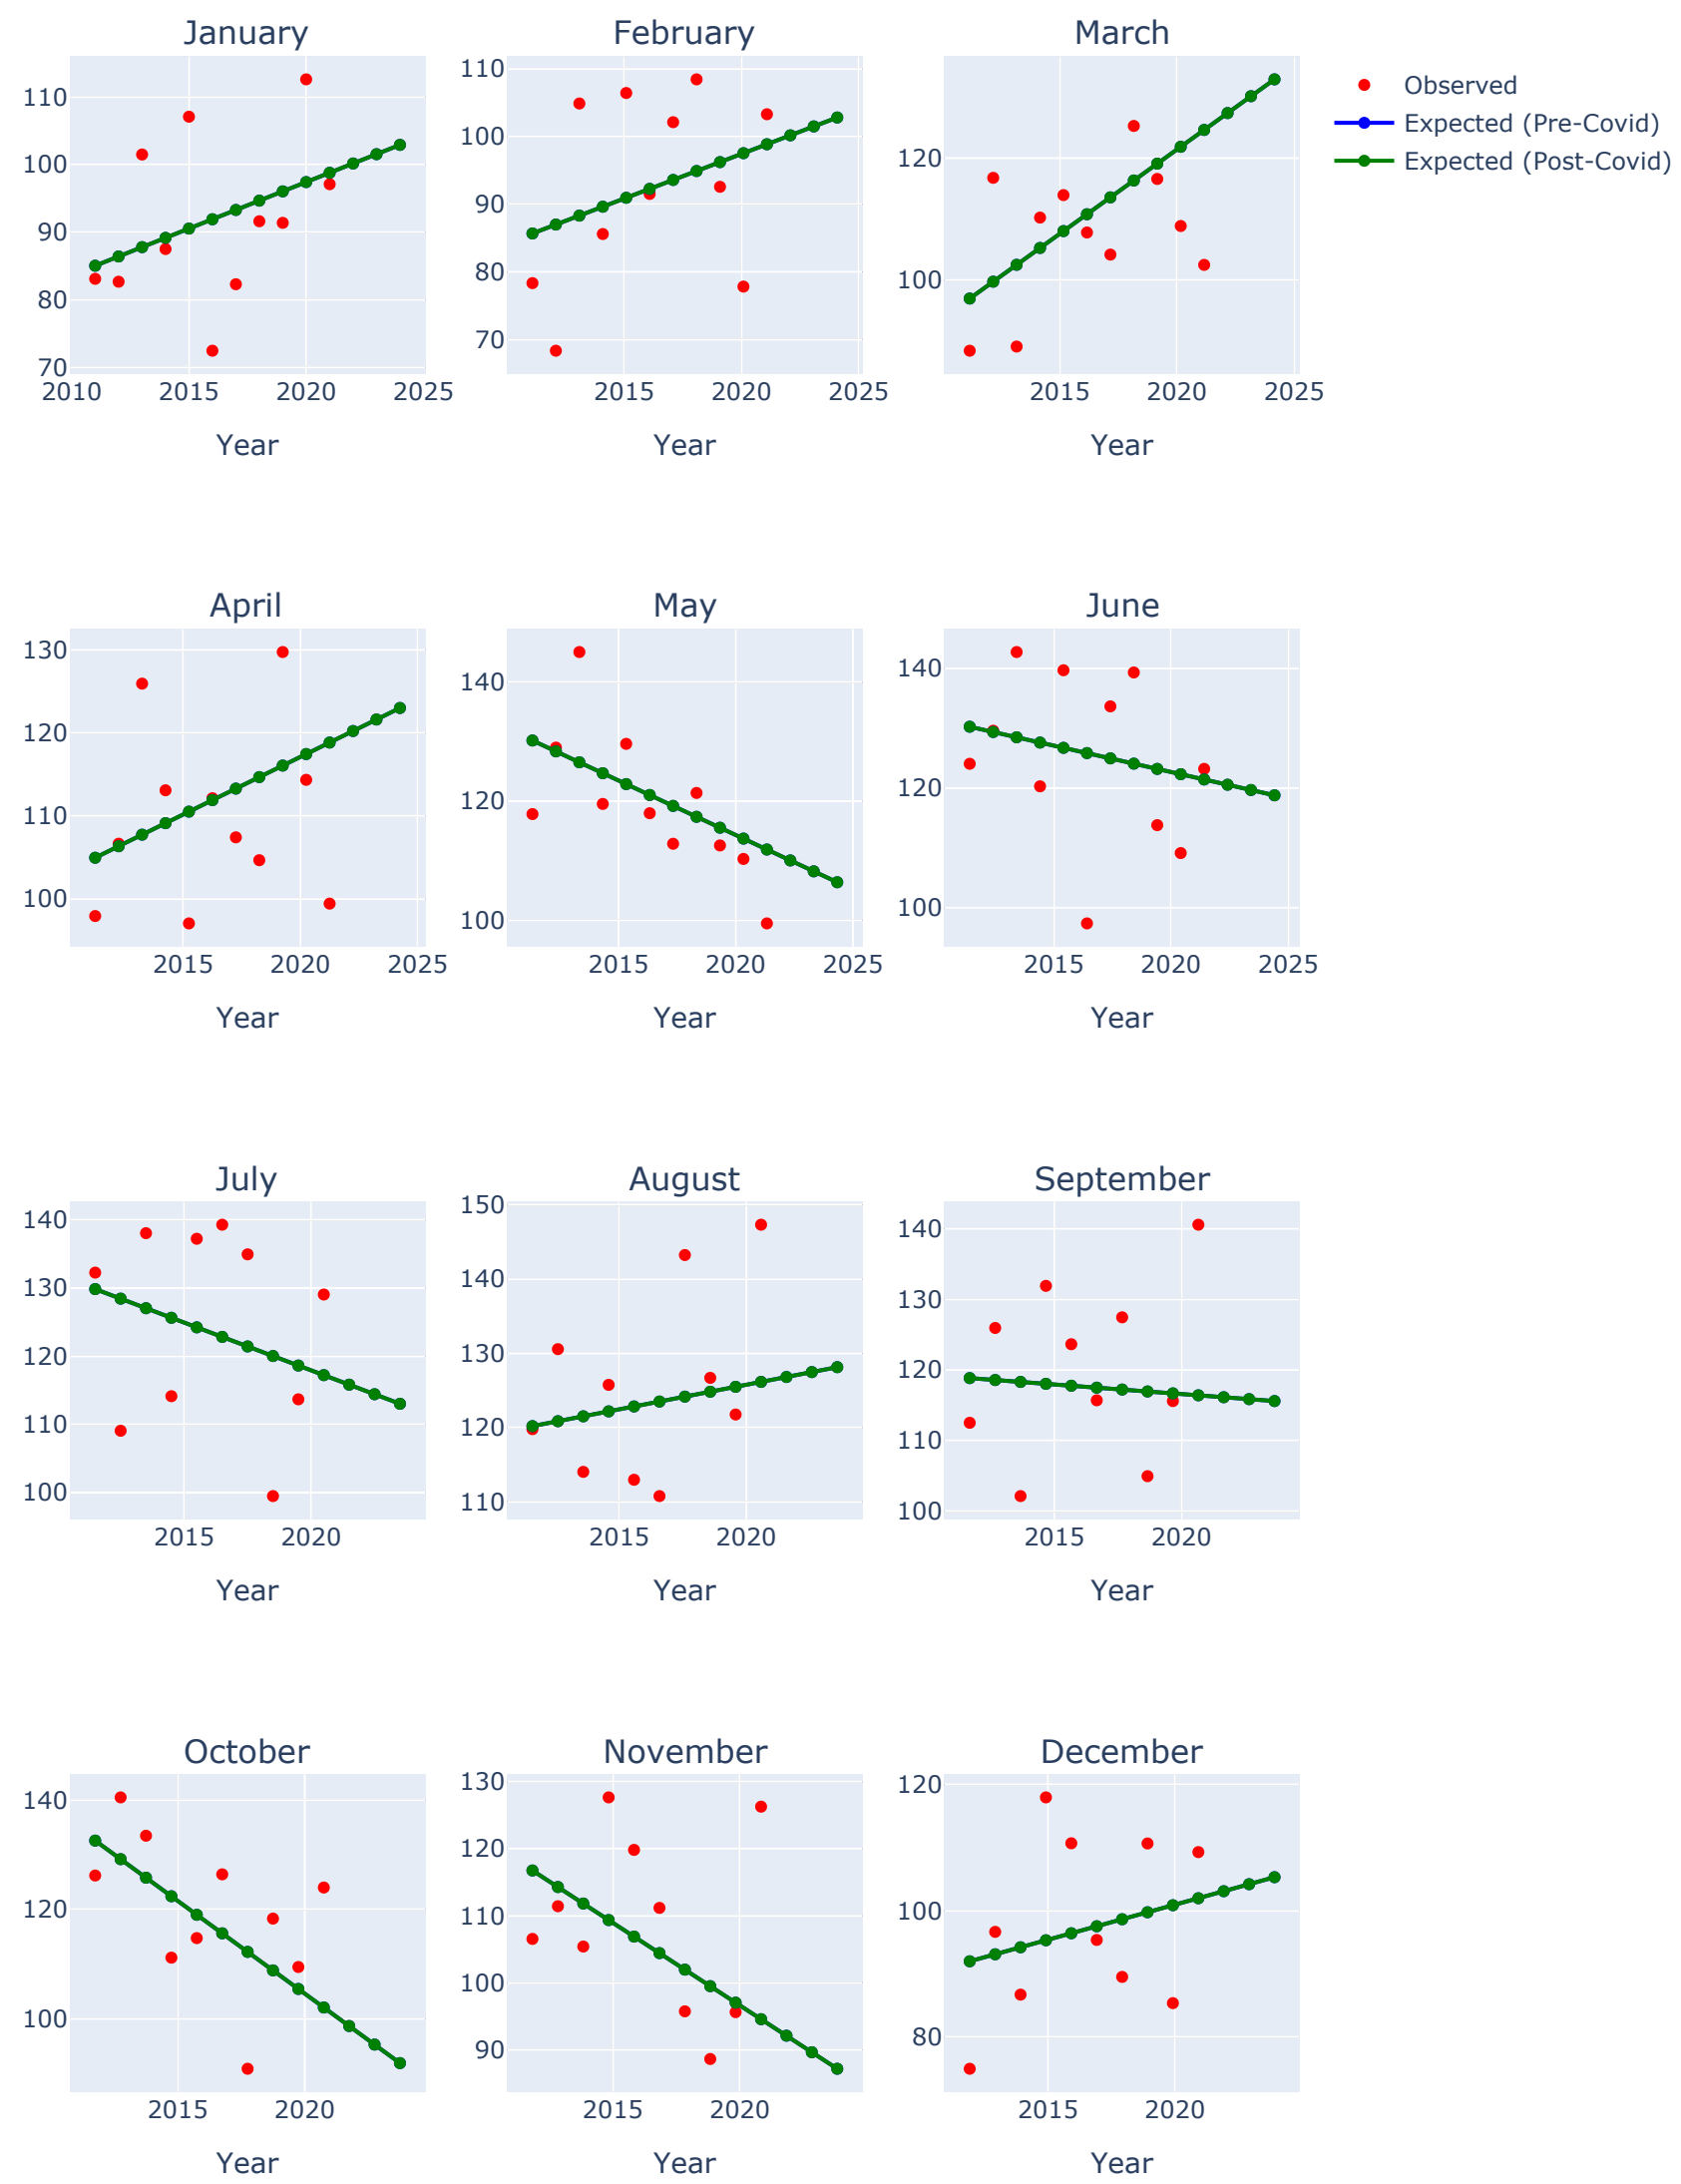 January February March
110
100
90
80
70
2010 2015 2020 2025
Year
110
100
90
80
70
2015 2020 2025
Year
120
100
2015 2020 2025
Year
Observed
Expected (Pre-Covid)
Expected (Post-Covid)
April May June
130
120
110
100
2015 2020 2025
Year
140
120
100
2015 2020 2025
Year
140
120
100
2015 2020 2025
Year
July August September
140
130
120
110
100
2015 2020
Year
150
140
130
120
110
2015 2020
Year
140
130
120
110
100
2015 2020
Year
October November December
140
120
100
2015 2020
Year
130
120
110
100
90
2015 2020
Year
120
100
80
2015 2020
Year